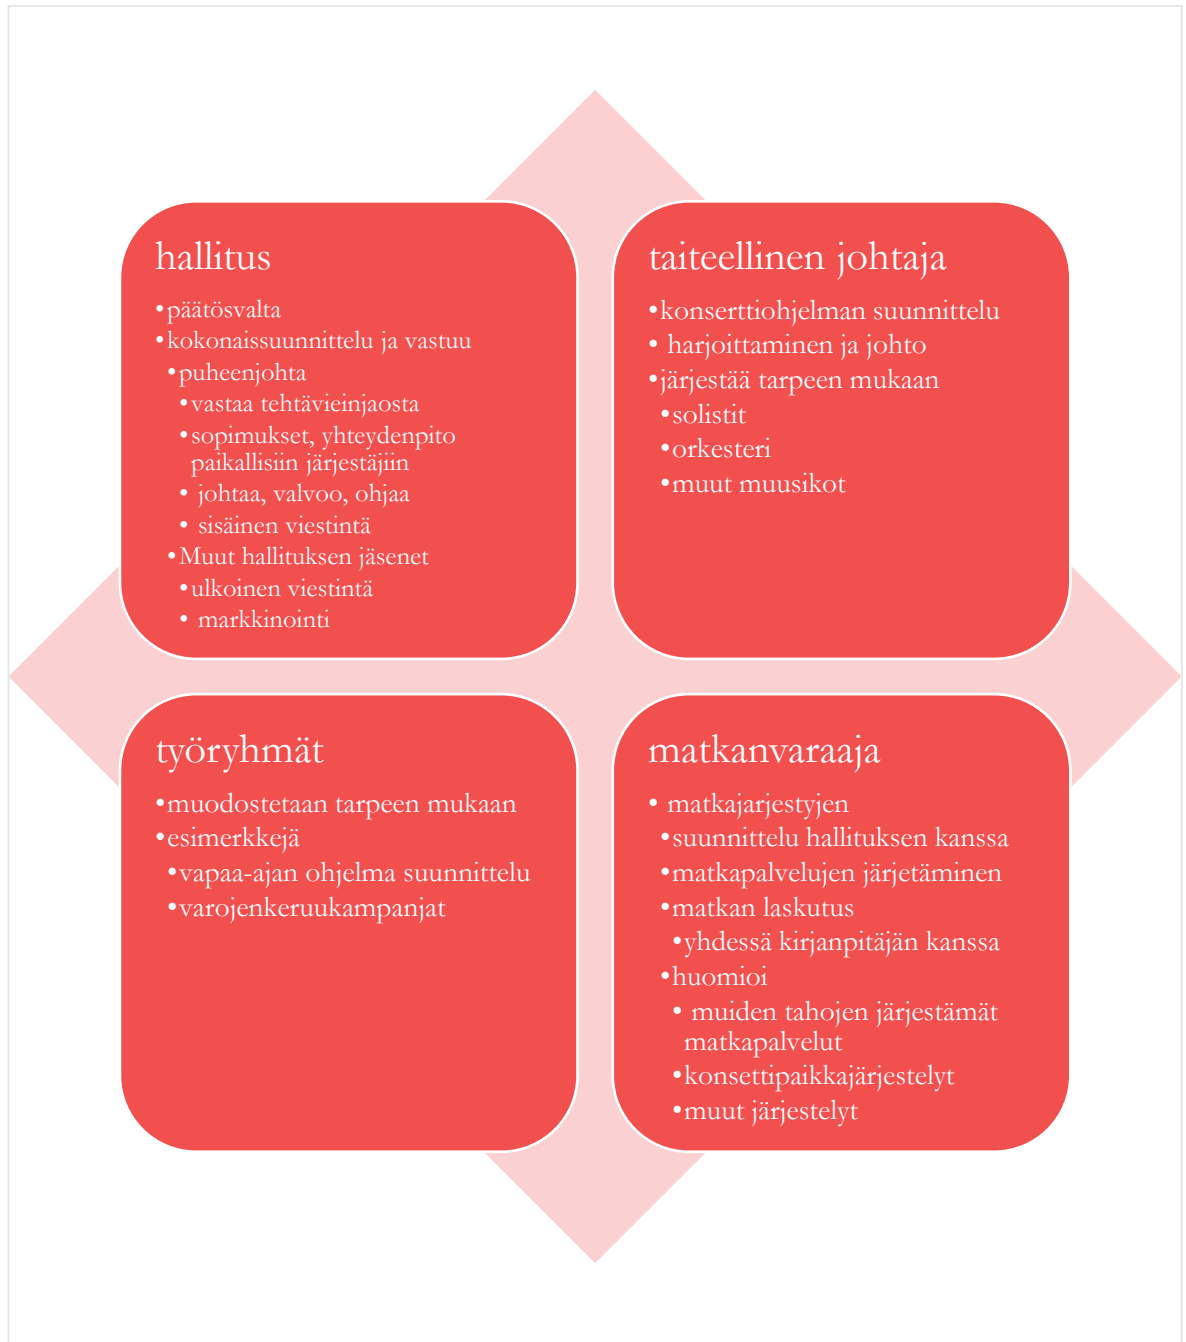 hallitus
•päätösvalta
•kokonaissuunnittelu ja vastuu
•puheenjohta
•vastaa tehtävieinjaosta
•sopimukset, yhteydenpito
paikallisiin järjestäjiin
• johtaa, valvoo, ohjaa
• sisäinen viestintä
•Muut hallituksen jäsenet
•ulkoinen viestintä
• markkinointi
taiteellinen johtaja
•konserttiohjelman suunnittelu
• harjoittaminen ja johto
•järjestää tarpeen mukaan
•solistit
•orkesteri
•muut muusikot
työryhmät
•muodostetaan tarpeen mukaan
•esimerkkejä
•vapaa-ajan ohjelma suunnittelu
•varojenkeruukampanjat
matkanvaraaja
• matkajarjestyjen
•suunnittelu hallituksen kanssa
•matkapalvelujen järjetäminen
•matkan laskutus
•yhdessä kirjanpitäjän kanssa
•huomioi
• muiden tahojen järjestämät
matkapalvelut
•konsettipaikkajärjestelyt
•muut järjestelyt